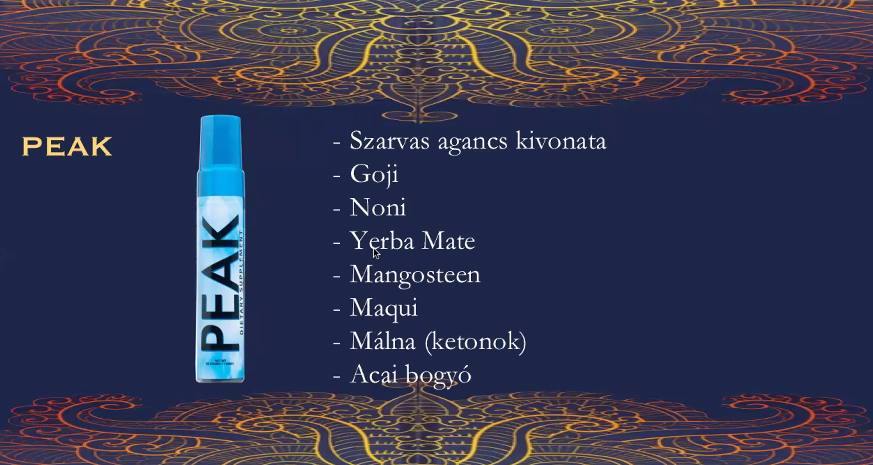 PEAK
PEAK
DIETARY SUPPLEMENT
- Szarvas agancs kivonata
- Goji
- Noni
- Yerba Mate
- Mangosteen
- Maqui
- Málna (ketonok)
- Acai bogyó